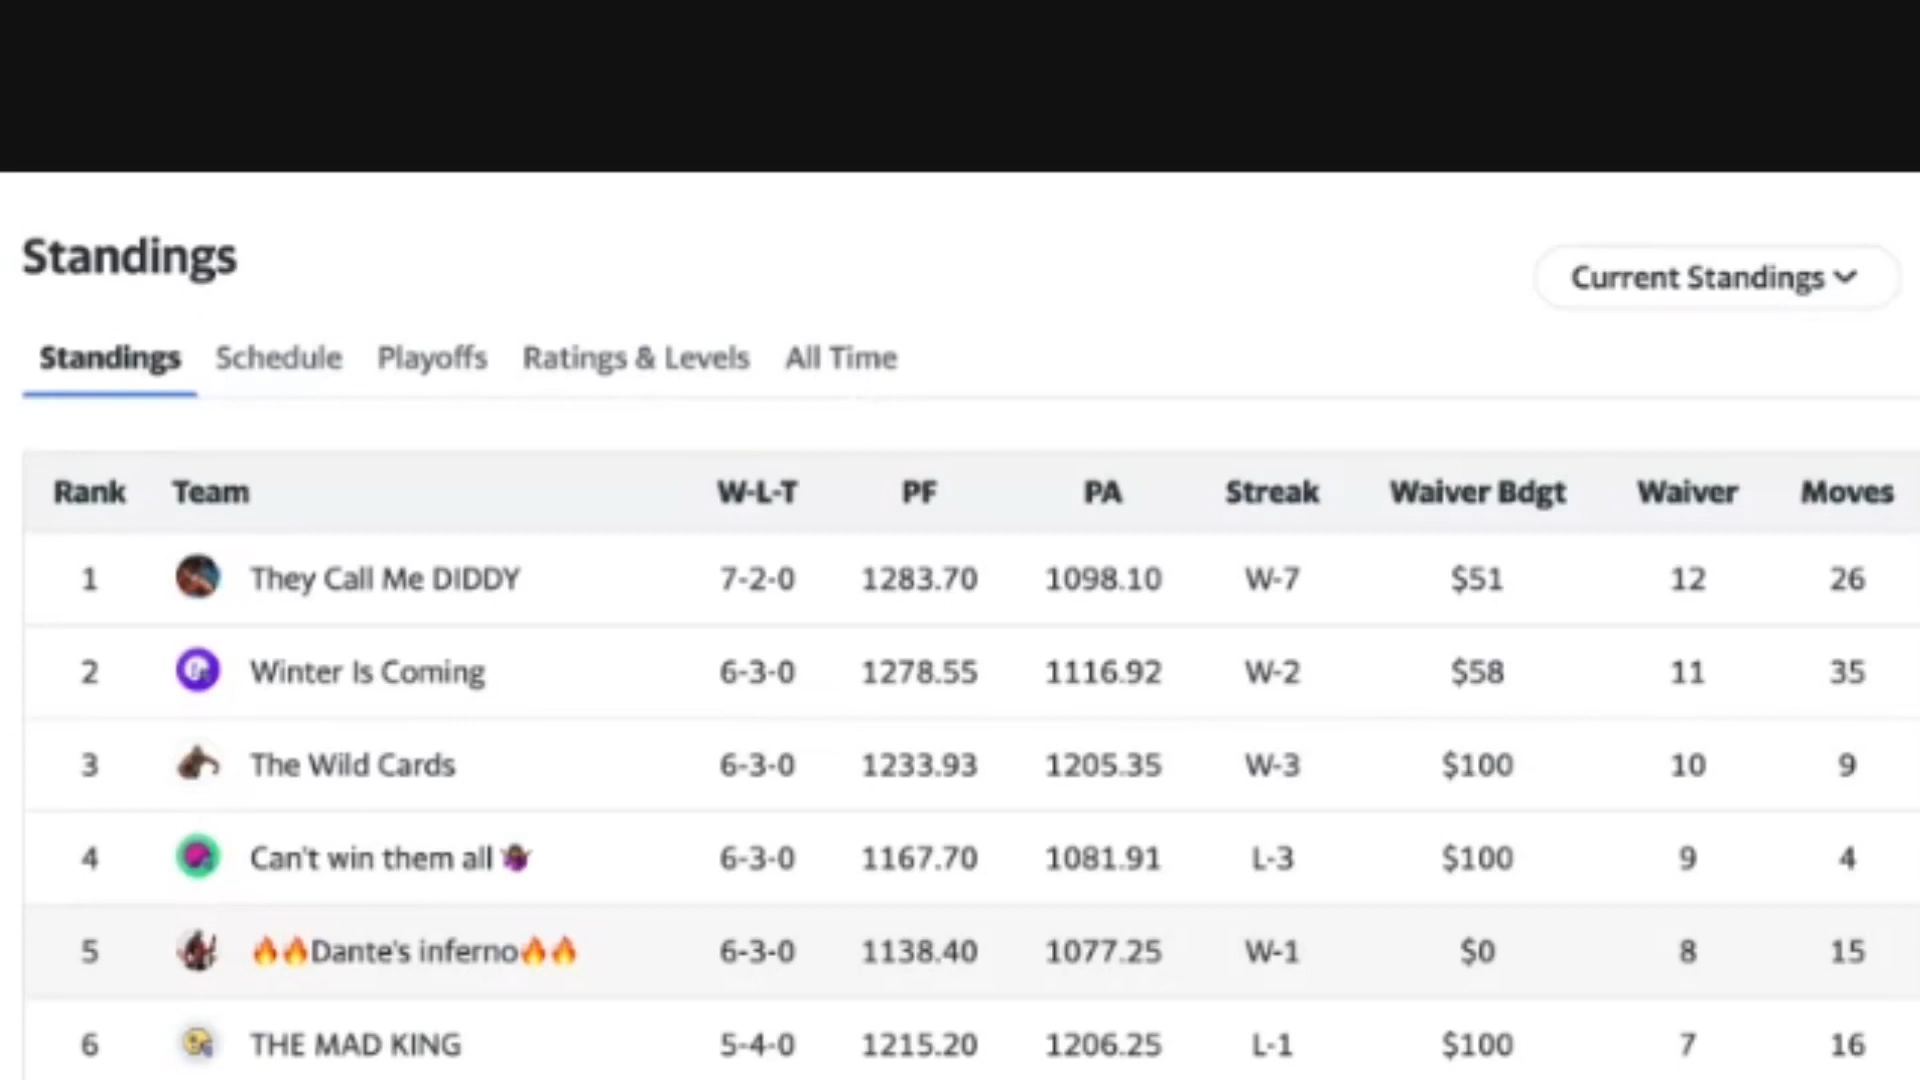 Standings
Current Standings
Standings Schedule Playoffs Ratings & Levels All Time
Rank Team W-L-T PF PA Streak Waiver Bdgt Waiver Moves
1 They Call Me DIDDY 7-2-0 1283.70 1098.10 W-7 $51 12 26
2 Winter Is Coming 6-3-0 1278.55 1116.92 W-2 $58 11 35
3 The Wild Cards 6-3-0 1233.93 1205.35 W-3 $100 10 9
4 Can't win them all 6-3-0 1167.70 1081.91 L-3 $100 9 4
5 🔥🔥Dante's inferno🔥🔥 6-3-0 1138.40 1077.25 W-1 $0 8 15
6 THE MAD KING 5-4-0 1215.20 1206.25 L-1 $100 7 16